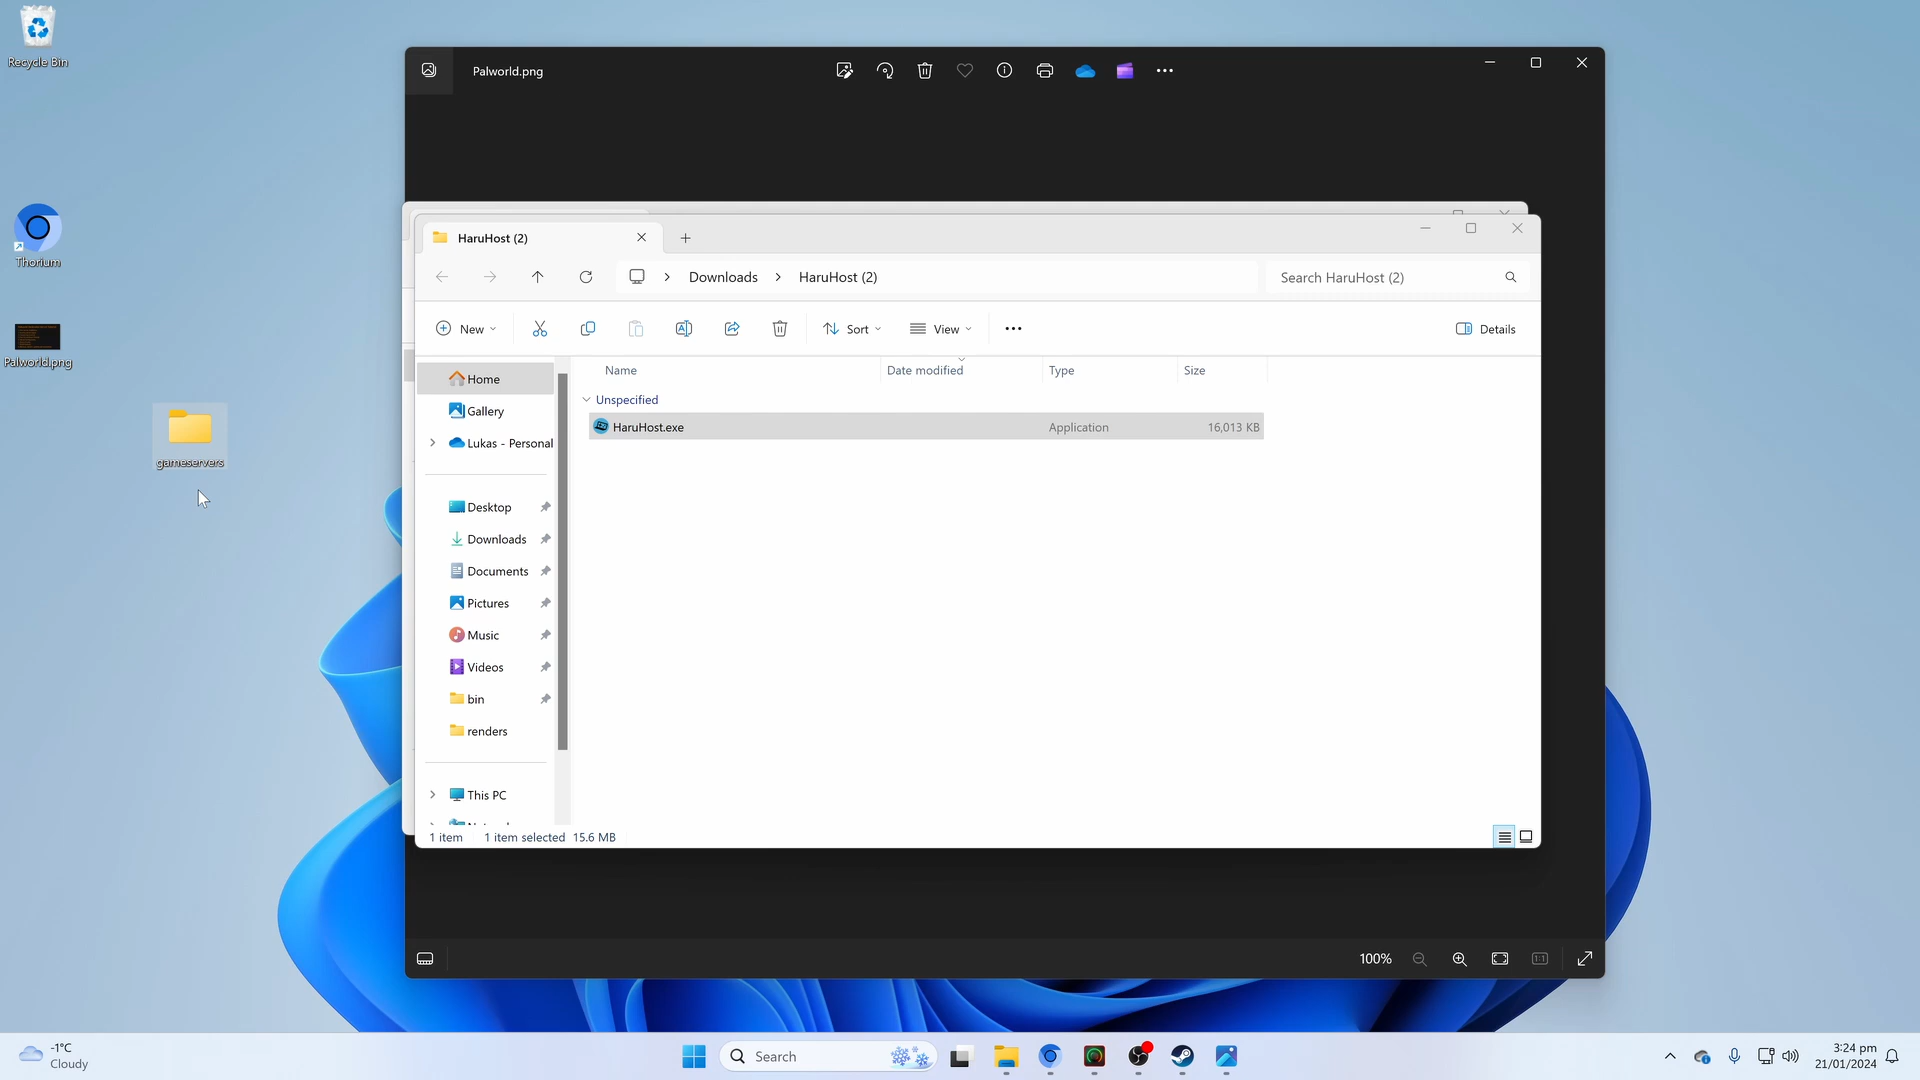 Recycle Bin
Thorium
Palworld.png
gameservers
Palworld.png
HaruHost (2)
Downloads
HaruHost (2)
Search HaruHost (2)
New
Sort
View
Details
Home
Gallery
Lukas - Personal
Desktop
Downloads
Documents
Pictures
Music
Videos
bin
renders
This PC
Name
Date modified
Type
Size
Unspecified
HaruHost.exe
Application
16,013 KB
1 item
1 item selected 15.6 MB
100%
-1°C
Cloudy
Search
3:24 pm
21/01/2024